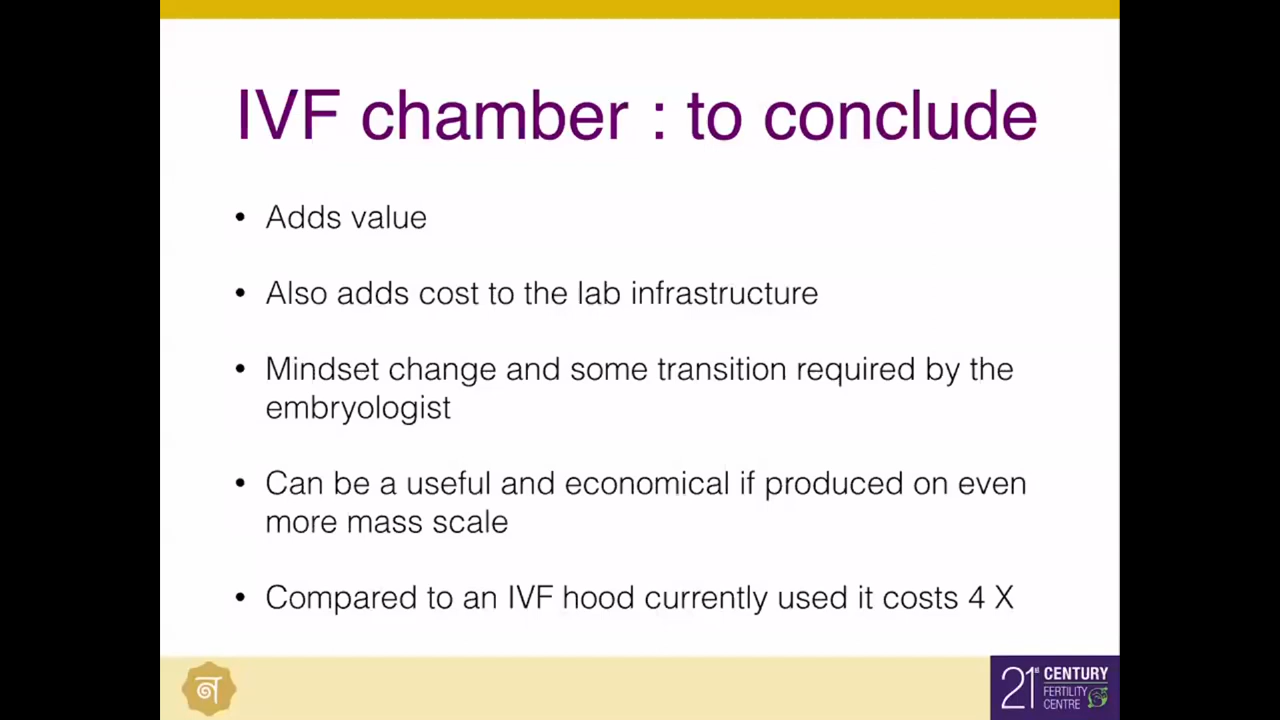 IVF chamber : to conclude
• Adds value
• Also adds cost to the lab infrastructure
• Mindset change and some transition required by the
embryologist
• Can be a useful and economical if produced on even
more mass scale
• Compared to an IVF hood currently used it costs 4 X
21st CENTURY
FERTILITY
CENTRE